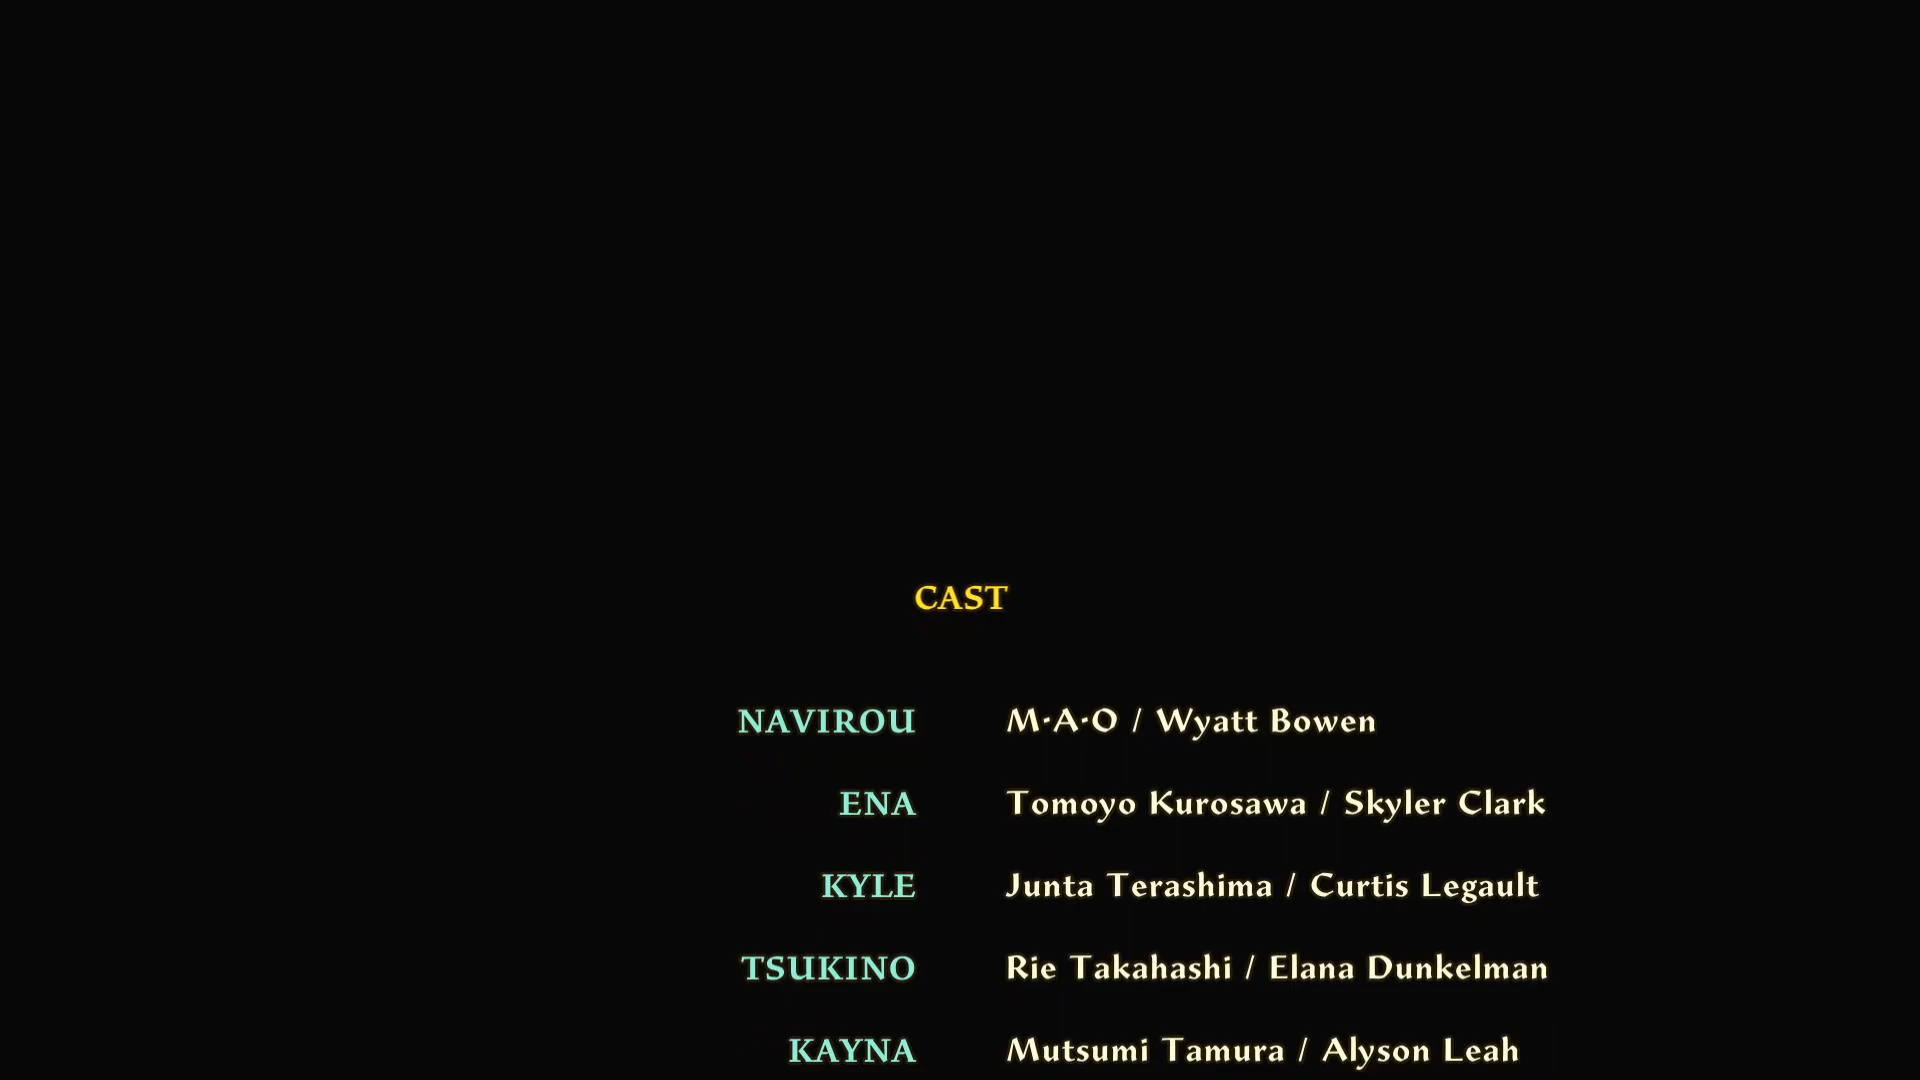 CAST
NAVIROU M·A·O / Wyatt Bowen
ENA Tomoyo Kurosawa / Skyler Clark
KYLE Junta Terashima / Curtis Legault
TSUKINO Rie Takahashi / Elana Dunkelman
KAYNA Mutsumi Tamura / Alyson Leah